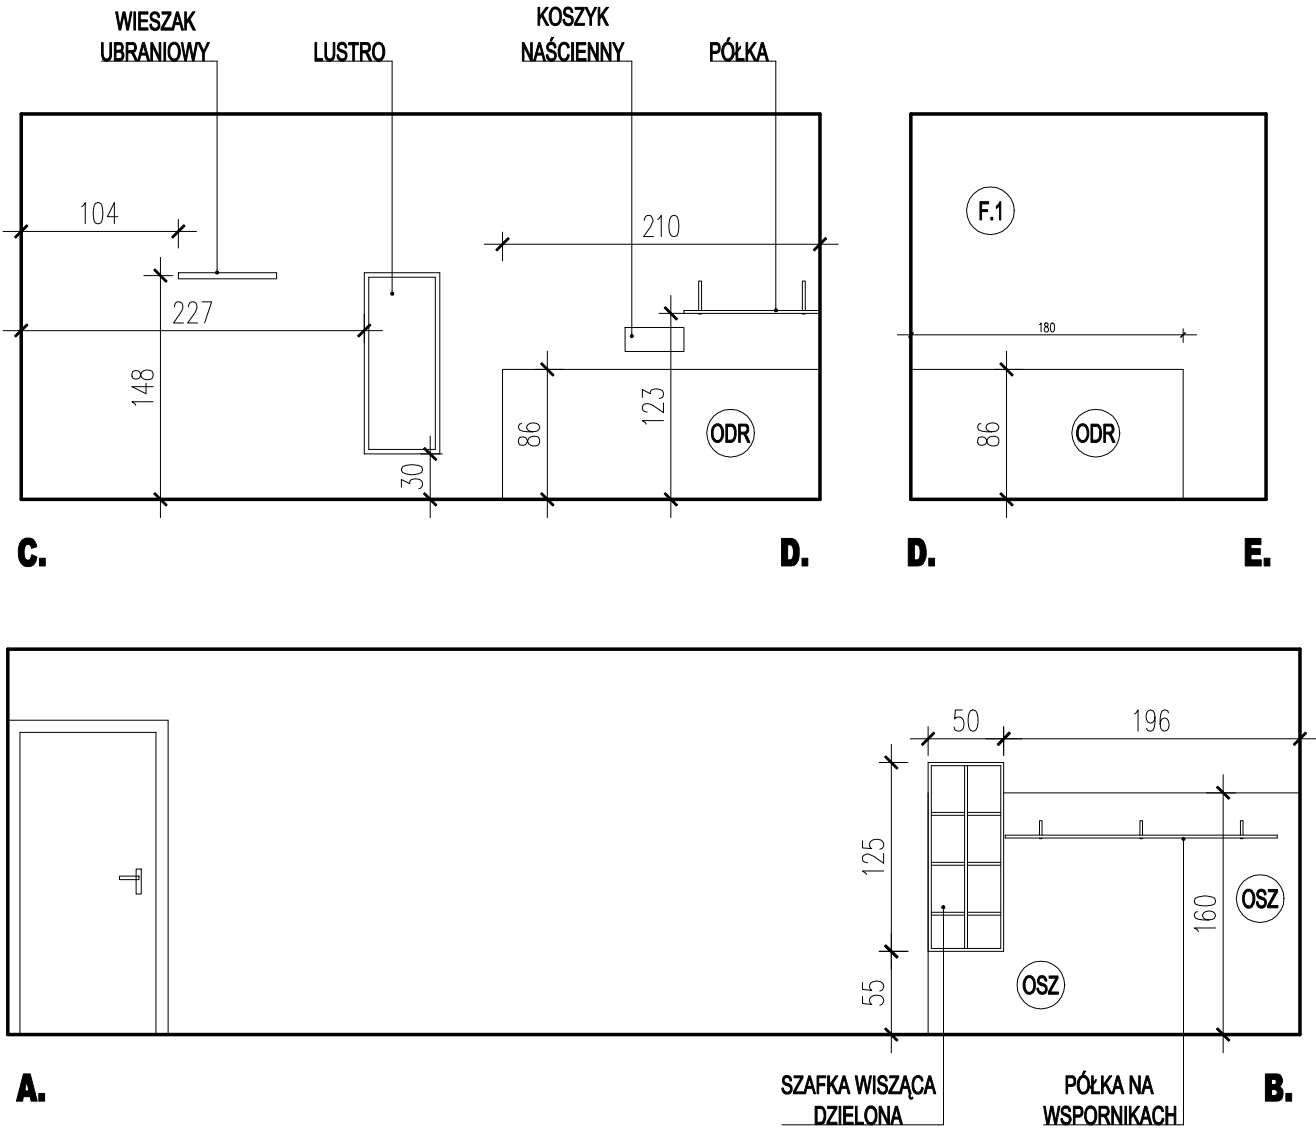 WIESZAK
UBRANIOWY
LUSTRO
KOSZYK
NAŚCIENNY
PÓŁKA
104
210
F.1
227
180
148
123
86
30
ODR
86
ODR
C.
D.
D.
E.
50
196
125
160
OSZ
55
OSZ
A.
SZAFKA WISZĄCA
DZIELONA
PÓŁKA NA
WSPORNIKACH
B.